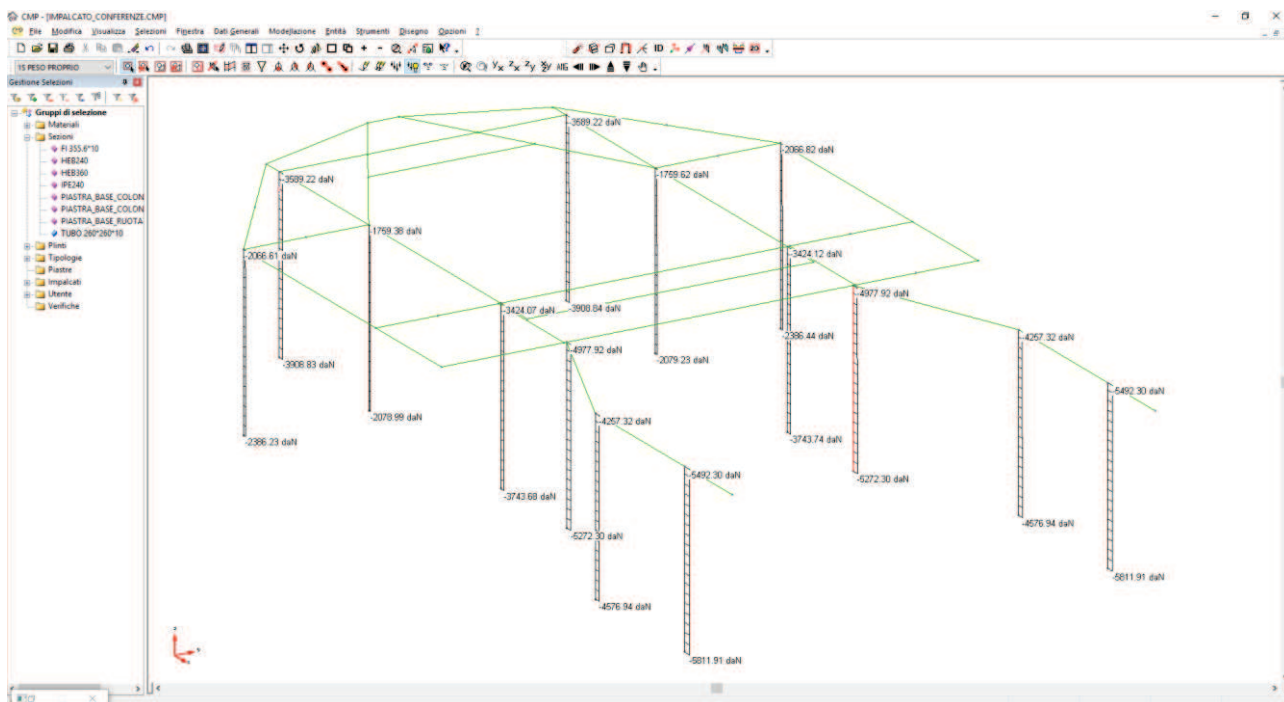 CMP - [IMPALCATO_CONFERENZE.CMP]
File Modifica Visualizza Selezioni Finestra Dati Generali Modellazione Entità Strumenti Disegno Opzioni ?
1S PESO PROPRIO
Gestione Selezioni
Gruppi di selezione
Materiali
Sezioni
FI 355.6*10
HEB240
HEB360
IPE240
PIASTRA_BASE_COLON
PIASTRA_BASE_COLON
PIASTRA_BASE_RUOTA
TUBO 260*260*10
Plinti
Tipologie
Piastre
Impalcati
Utente
Verifiche
-3589.22 daN
-2066.82 daN
-1759.62 daN
-3589.22 daN
-1759.38 daN
-3424.12 daN
-2066.61 daN
-4977.92 daN
-3908.84 daN
-3424.07 daN
-4257.32 daN
-2386.44 daN
-4977.92 daN
-2079.23 daN
-3908.83 daN
-5492.30 daN
-2078.99 daN
-4257.32 daN
-3743.74 daN
-2386.23 daN
-5492.30 daN
-5272.30 daN
-3743.68 daN
-4576.94 daN
-5272.30 daN
-5811.91 daN
-4576.94 daN
-5811.91 daN